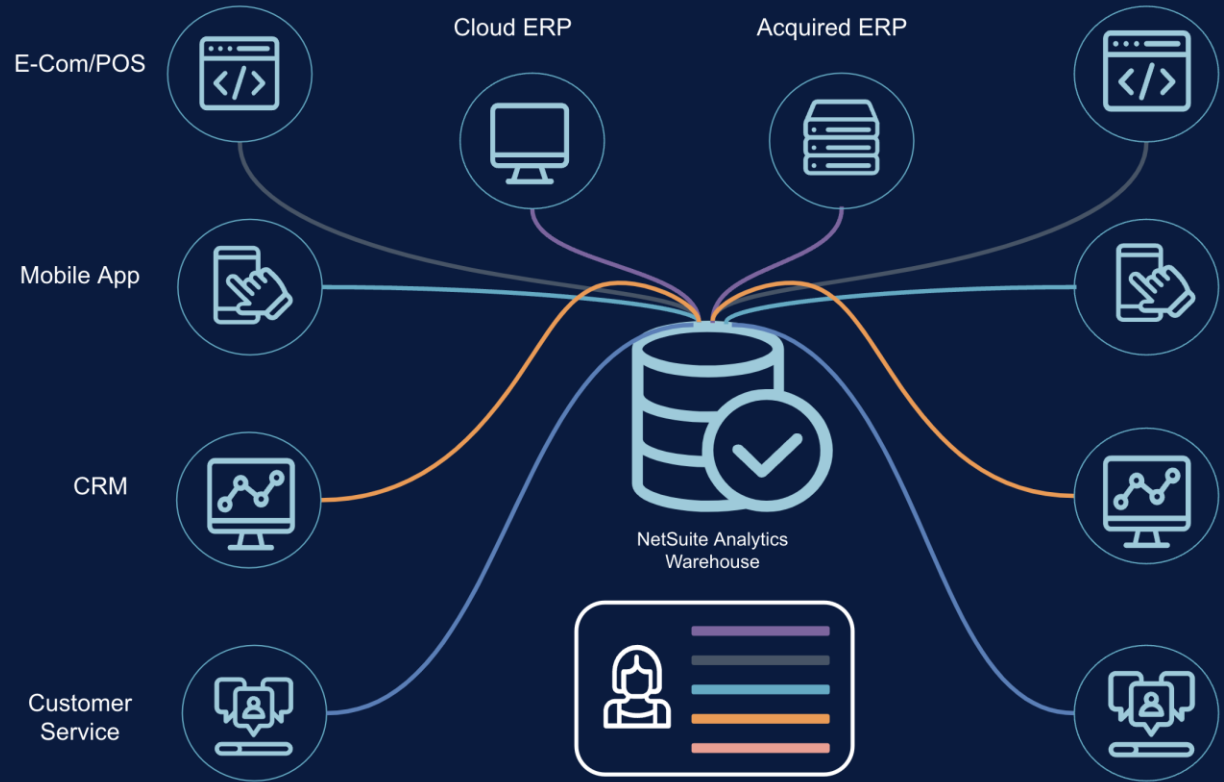 Cloud ERP
Acquired ERP
E-Com/POS
Mobile App
CRM
NetSuite Analytics
Warehouse
Customer
Service